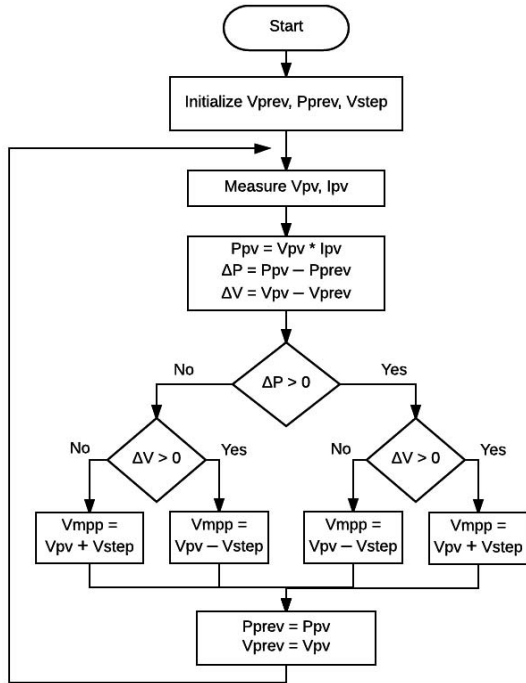 Start
Initialize Vprev, Pprev, Vstep
Measure Vpv, Ipv
Ppv = Vpv * Ipv
ΔP = Ppv – Pprev
ΔV = Vpv – Vprev
No
Yes
ΔP > 0
No
ΔV > 0
Yes
No
ΔV > 0
Yes
Vmpp =
Vpv + Vstep
Vmpp =
Vpv – Vstep
Vmpp =
Vpv – Vstep
Vmpp =
Vpv + Vstep
Pprev = Ppv
Vprev = Vpv